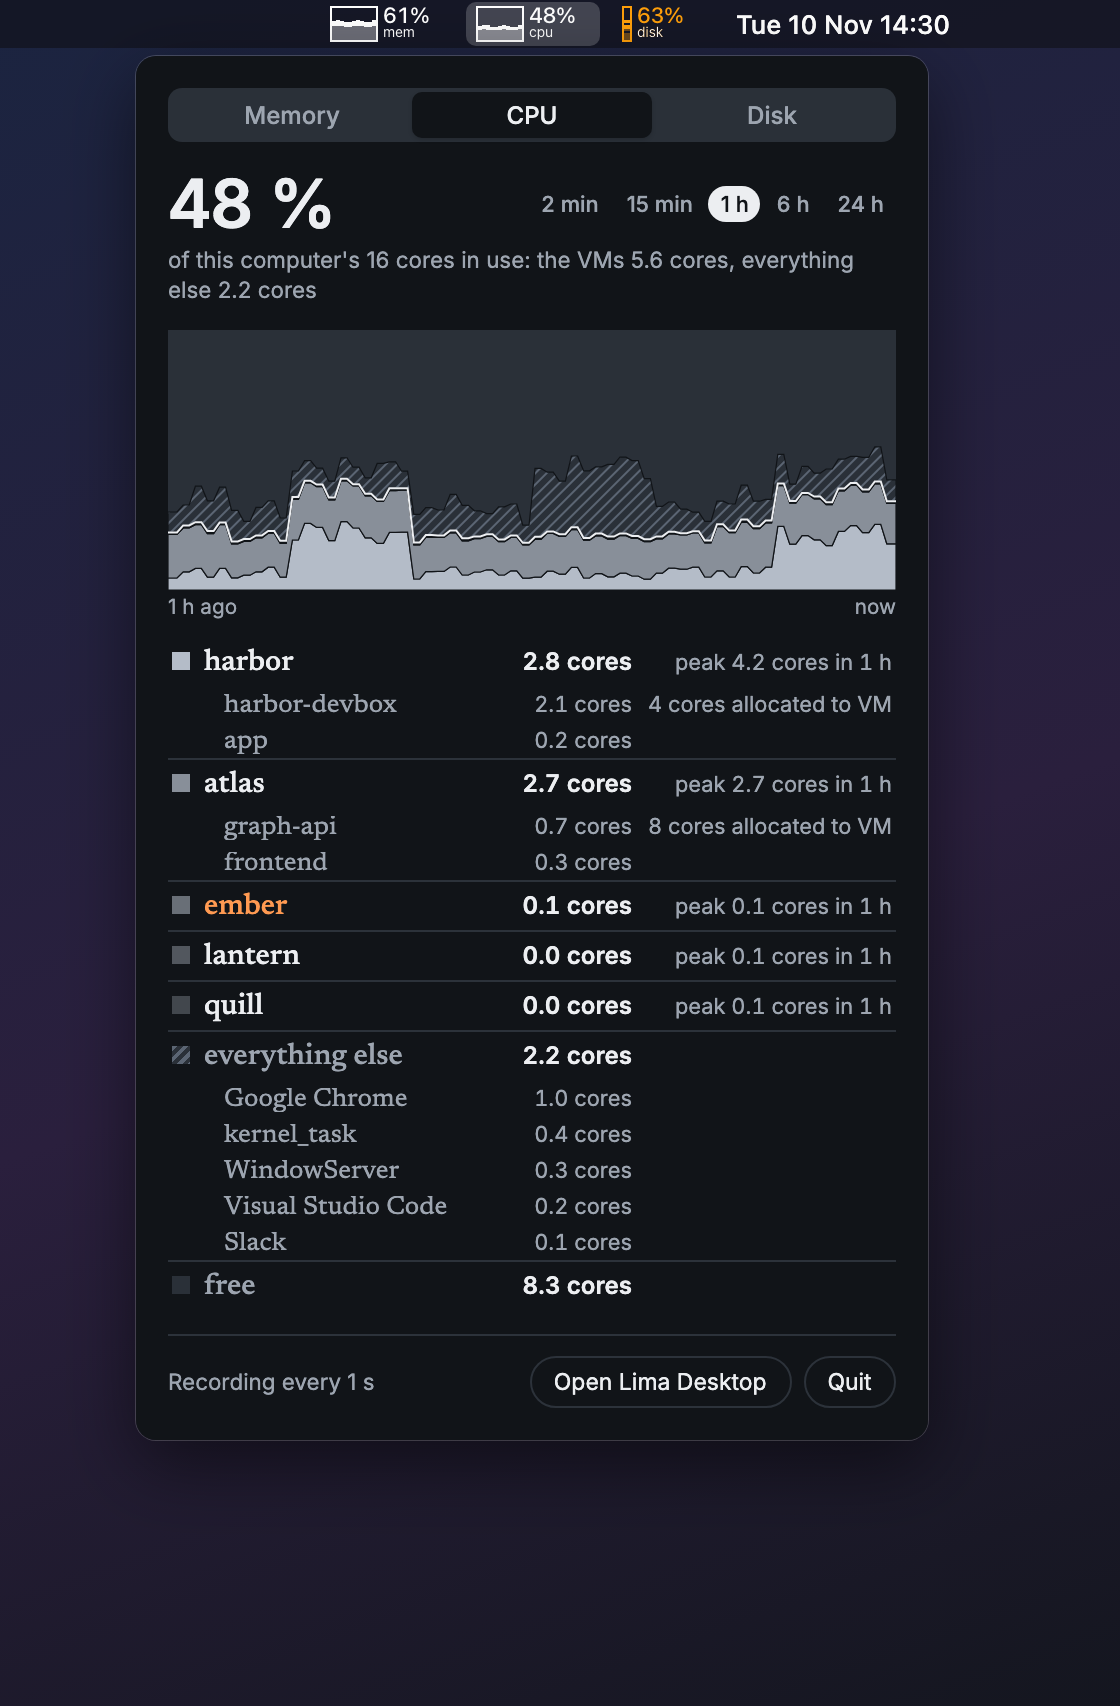 61%
mem
48%
cpu
63%
disk
Tue 10 Nov 14:30
Memory
CPU
Disk
48 %
2 min
15 min
1 h
6 h
24 h
of this computer's 16 cores in use: the VMs 5.6 cores, everything
else 2.2 cores
1 h ago
now
harbor 2.8 cores peak 4.2 cores in 1 h
harbor-devbox 2.1 cores 4 cores allocated to VM
app 0.2 cores
atlas 2.7 cores peak 2.7 cores in 1 h
graph-api 0.7 cores 8 cores allocated to VM
frontend 0.3 cores
ember 0.1 cores peak 0.1 cores in 1 h
lantern 0.0 cores peak 0.1 cores in 1 h
quill 0.0 cores peak 0.1 cores in 1 h
everything else 2.2 cores
Google Chrome 1.0 cores
kernel_task 0.4 cores
WindowServer 0.3 cores
Visual Studio Code 0.2 cores
Slack 0.1 cores
free 8.3 cores
Recording every 1 s
Open Lima Desktop
Quit